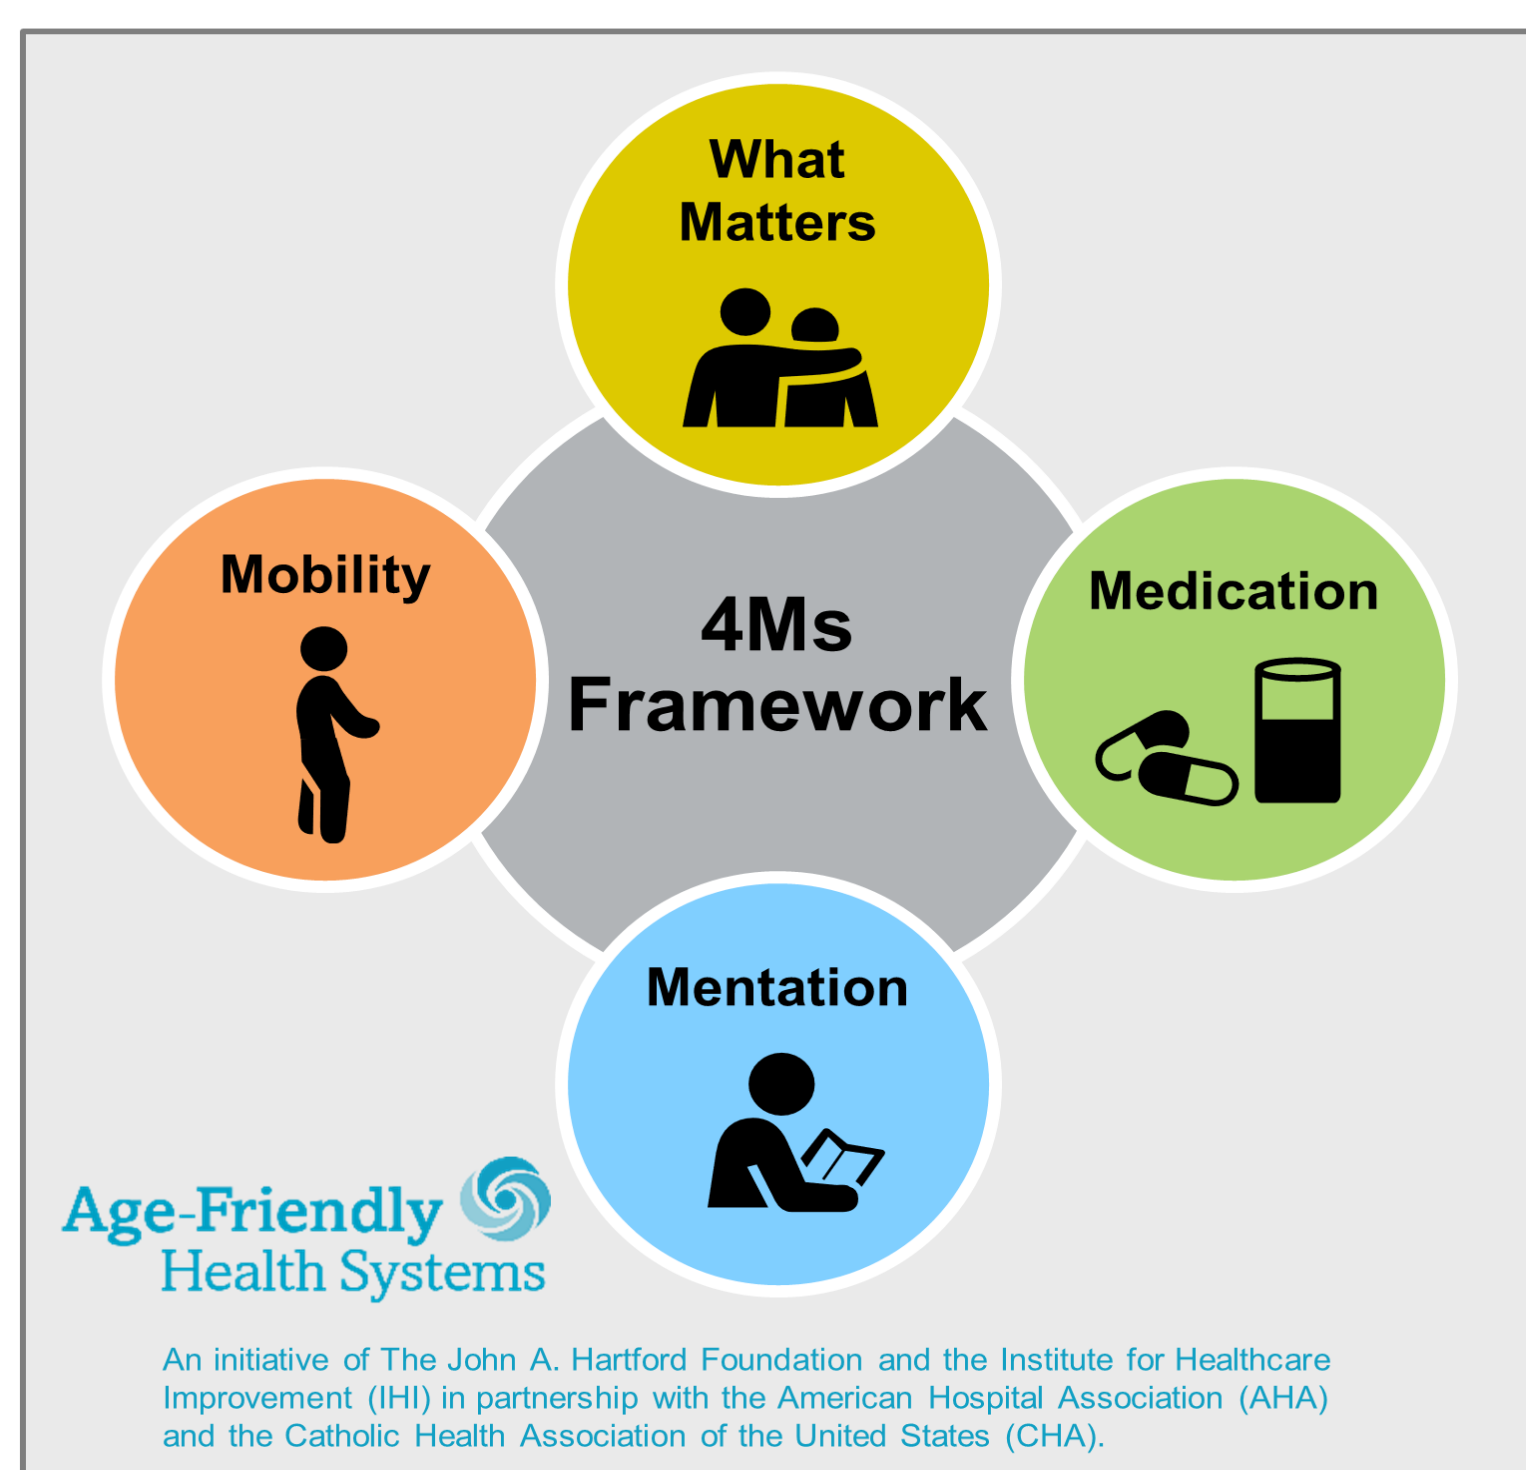 What
Matters
Mobility
4Ms
Framework
Medication
Mentation
Age-Friendly
Health Systems
An initiative of The John A. Hartford Foundation and the Institute for Healthcare
Improvement (IHI) in partnership with the American Hospital Association (AHA)
and the Catholic Health Association of the United States (CHA).